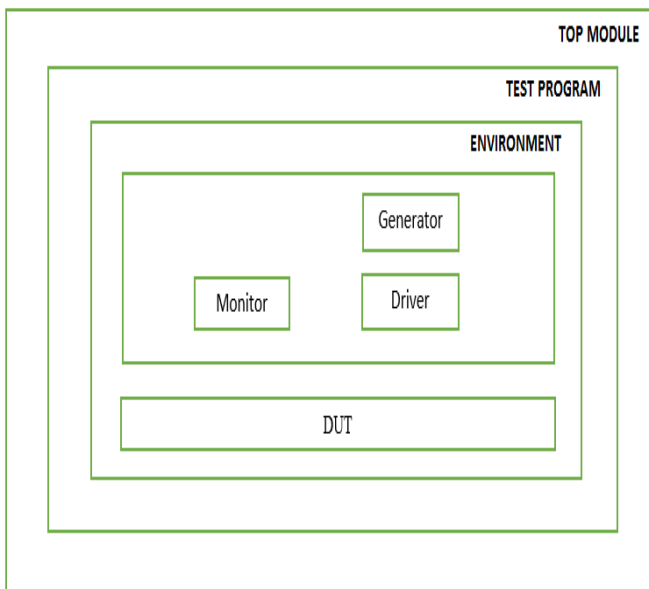 TOP MODULE
TEST PROGRAM
ENVIRONMENT
Generator
Monitor
Driver
DUT